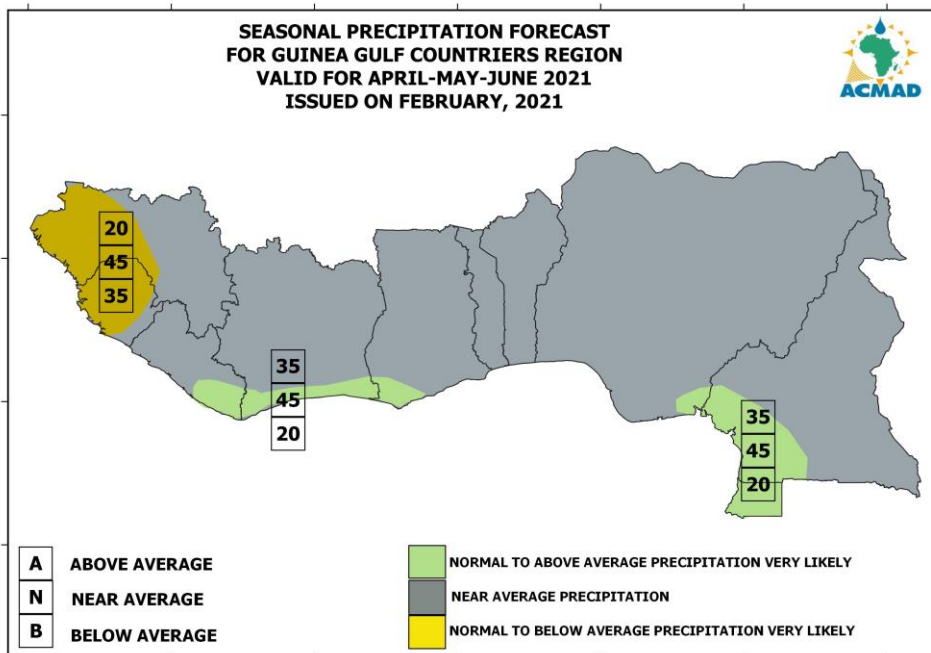 SEASONAL PRECIPITATION FORECAST
FOR GUINEA GULF COUNTRIERS REGION
VALID FOR APRIL-MAY-JUNE 2021
ISSUED ON FEBRUARY, 2021
ACMAD
20
45
35
35
45
20
35
45
20
A ABOVE AVERAGE
N NEAR AVERAGE
B BELOW AVERAGE
NORMAL TO ABOVE AVERAGE PRECIPITATION VERY LIKELY
NEAR AVERAGE PRECIPITATION
NORMAL TO BELOW AVERAGE PRECIPITATION VERY LIKELY